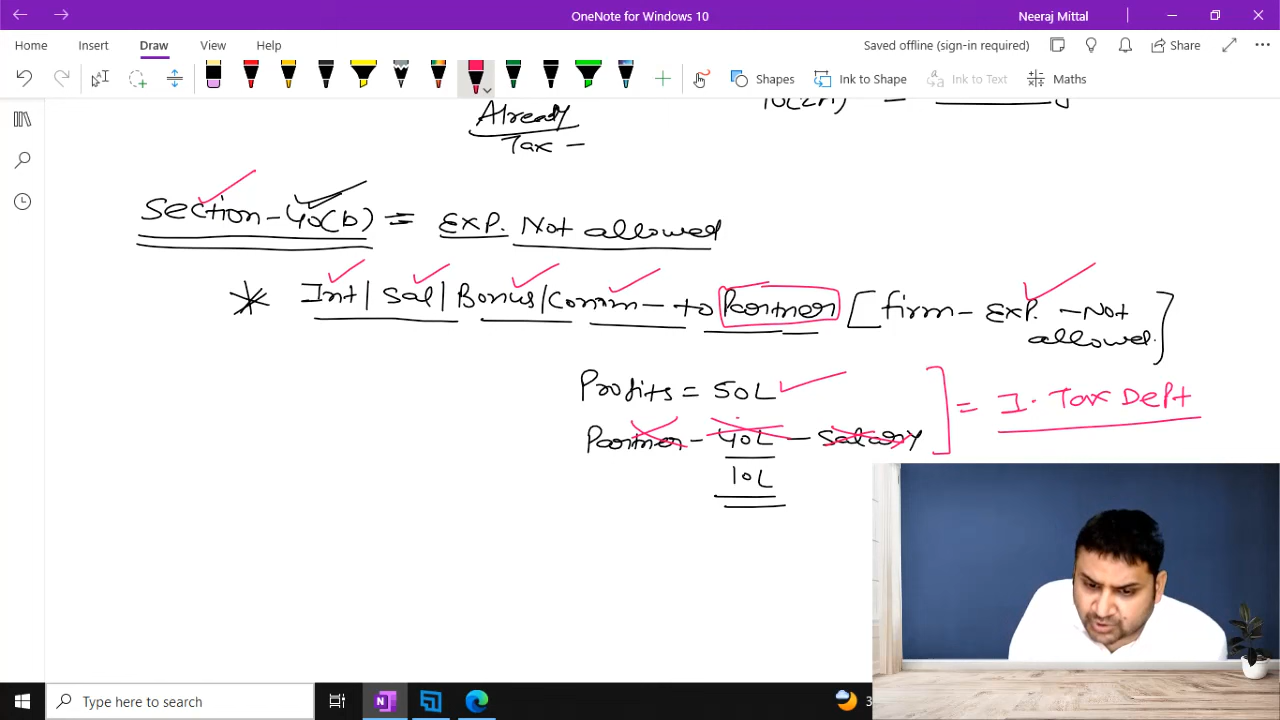 OneNote for Windows 10
Neeraj Mittal
Home Insert Draw View Help
Saved offline (sign-in required)
Share
Shapes
Ink to Shape
Ink to Text
Maths
Already
Tax -
Section - 40(b) = Exp. Not allowed
* Int | Sal | Bonus / Comm - to Partner [firm - Exp. - Not
allowed.]
Profits = 50L
Partner - 40L - Salary
] = I. Tax Dept
10L
Type here to search